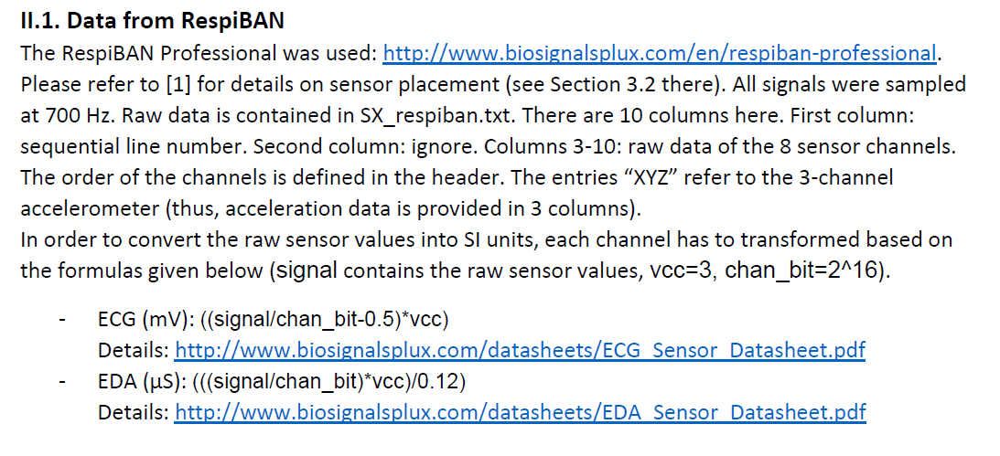 II.1. Data from RespiBAN
The RespiBAN Professional was used: http://www.biosignalsplux.com/en/respiban-professional.
Please refer to [1] for details on sensor placement (see Section 3.2 there). All signals were sampled
at 700 Hz. Raw data is contained in SX_respiban.txt. There are 10 columns here. First column:
sequential line number. Second column: ignore. Columns 3-10: raw data of the 8 sensor channels.
The order of the channels is defined in the header. The entries “XYZ” refer to the 3-channel
accelerometer (thus, acceleration data is provided in 3 columns).
In order to convert the raw sensor values into SI units, each channel has to transformed based on
the formulas given below (signal contains the raw sensor values, vcc=3, chan_bit=2^16).
- ECG (mV): ((signal/chan_bit-0.5)*vcc)
Details: http://www.biosignalsplux.com/datasheets/ECG_Sensor_Datasheet.pdf
- EDA (μS): (((signal/chan_bit)*vcc)/0.12)
Details: http://www.biosignalsplux.com/datasheets/EDA_Sensor_Datasheet.pdf